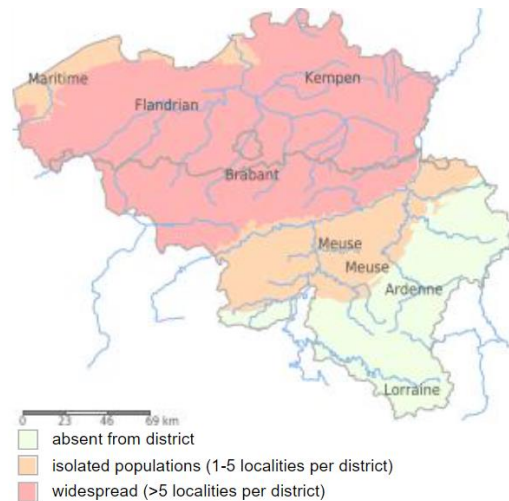 Maritime
Kempen
Flandrian
Brabant
Meuse
Meuse
Ardenne
Lorraine
0 23 46 69 km
absent from district
isolated populations (1-5 localities per district)
widespread (>5 localities per district)